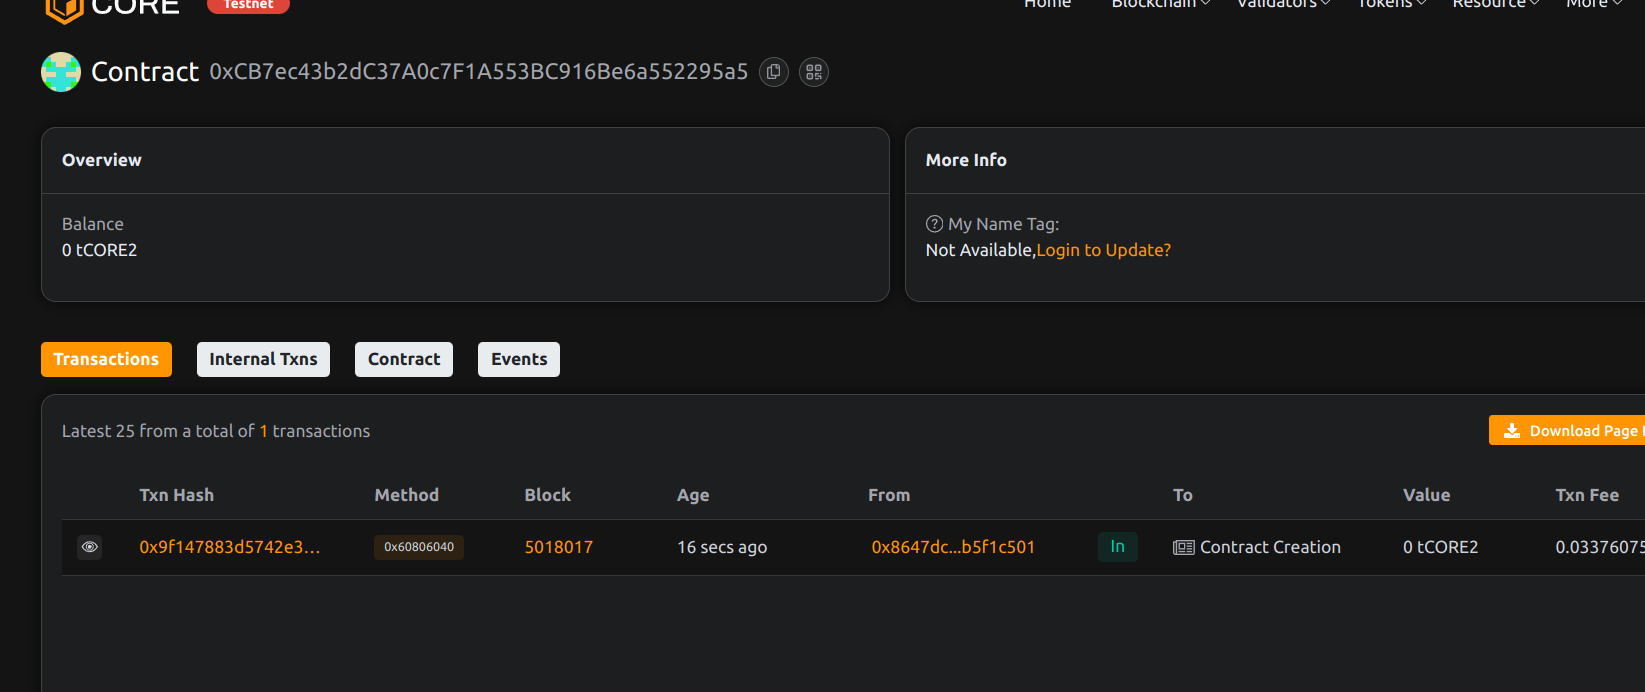 CORE Testnet Home Blockchain Validators Tokens Resource More
Contract 0xCB7ec43b2dC37A0c7F1A553BC916Be6a552295a5
Overview
Balance
0 tCORE2
More Info
My Name Tag:
Not Available,Login to Update?
Transactions Internal Txns Contract Events
Latest 25 from a total of 1 transactions
Download Page
Txn Hash Method Block Age From To Value Txn Fee
0x9f147883d5742e3... 0x60806040 5018017 16 secs ago 0x8647dc...b5f1c501 In Contract Creation 0 tCORE2 0.03376075